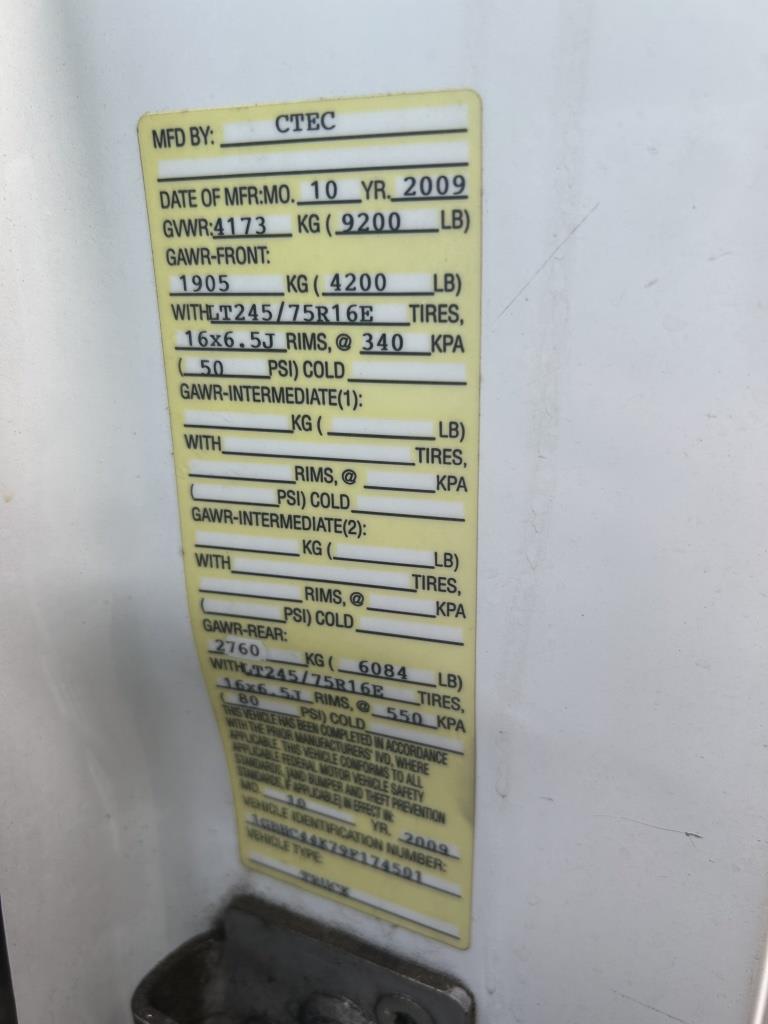 MFD BY: CTEC
DATE OF MFR:MO. 10 YR. 2009
GVWR:4173 KG ( 9200 LB)
GAWR-FRONT:
1905 KG ( 4200 LB)
WITH LT245/75R16E TIRES,
16x6.5J RIMS, @ 340 KPA
( 50 PSI) COLD
GAWR-INTERMEDIATE(1):
KG ( LB)
WITH TIRES,
RIMS, @ KPA
( PSI) COLD
GAWR-INTERMEDIATE(2):
KG ( LB)
WITH TIRES,
RIMS, @ KPA
( PSI) COLD
GAWR-REAR:
2760 KG ( 6084 LB)
WITH LT245/75R16E TIRES,
16x6.5J RIMS, @ 550 KPA
( 80 PSI) COLD
THIS VEHICLE HAS BEEN COMPLETED IN ACCORDANCE
WITH THE PRIOR MANUFACTURERS' IVD, WHERE
APPLICABLE. THIS VEHICLE CONFORMS TO ALL
APPLICABLE FEDERAL MOTOR VEHICLE SAFETY
STANDARDS, [AND BUMPER AND THEFT PREVENTION
STANDARDS, IF APPLICABLE] IN EFFECT IN:
MO. 10 YR. 2009
VEHICLE IDENTIFICATION NUMBER:
VEHICLE TYPE:
TRUCK